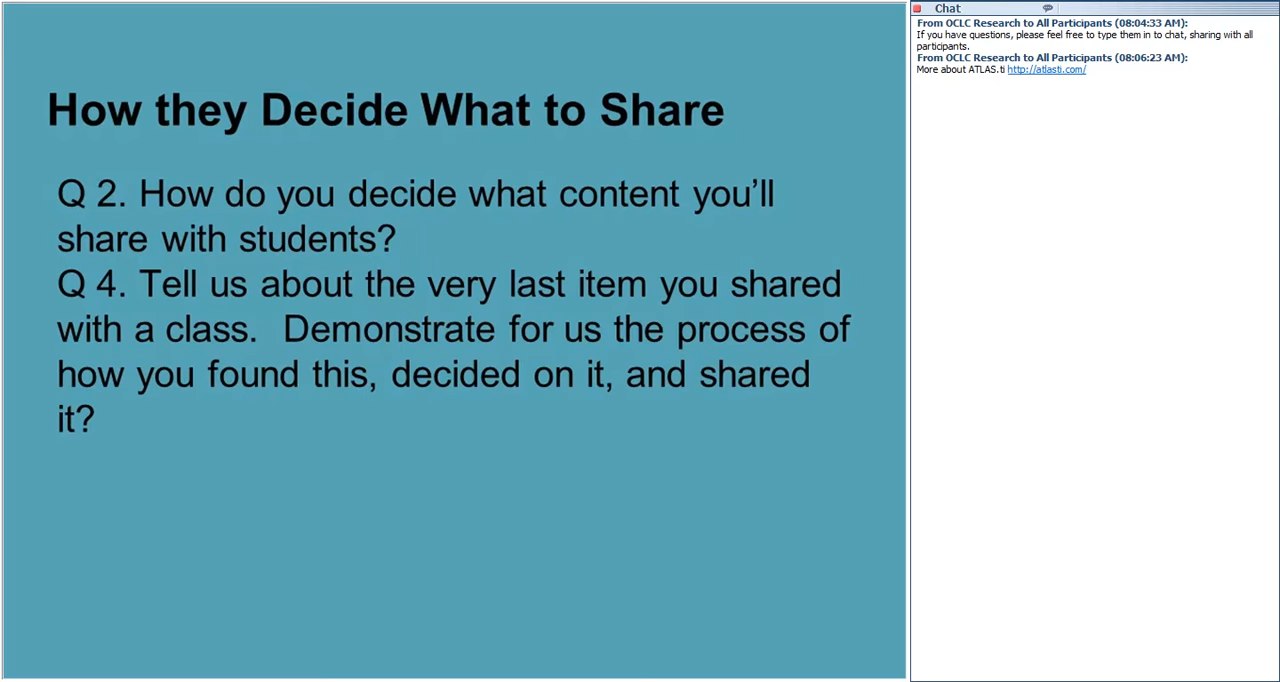 How they Decide What to Share
Q 2. How do you decide what content you’ll
share with students?
Q 4. Tell us about the very last item you shared
with a class.  Demonstrate for us the process of
how you found this, decided on it, and shared
it?
Chat
From OCLC Research to All Participants (08:04:33 AM):
If you have questions, please feel free to type them in to chat, sharing with all
participants.
From OCLC Research to All Participants (08:06:23 AM):
More about ATLAS.ti http://atlasti.com/